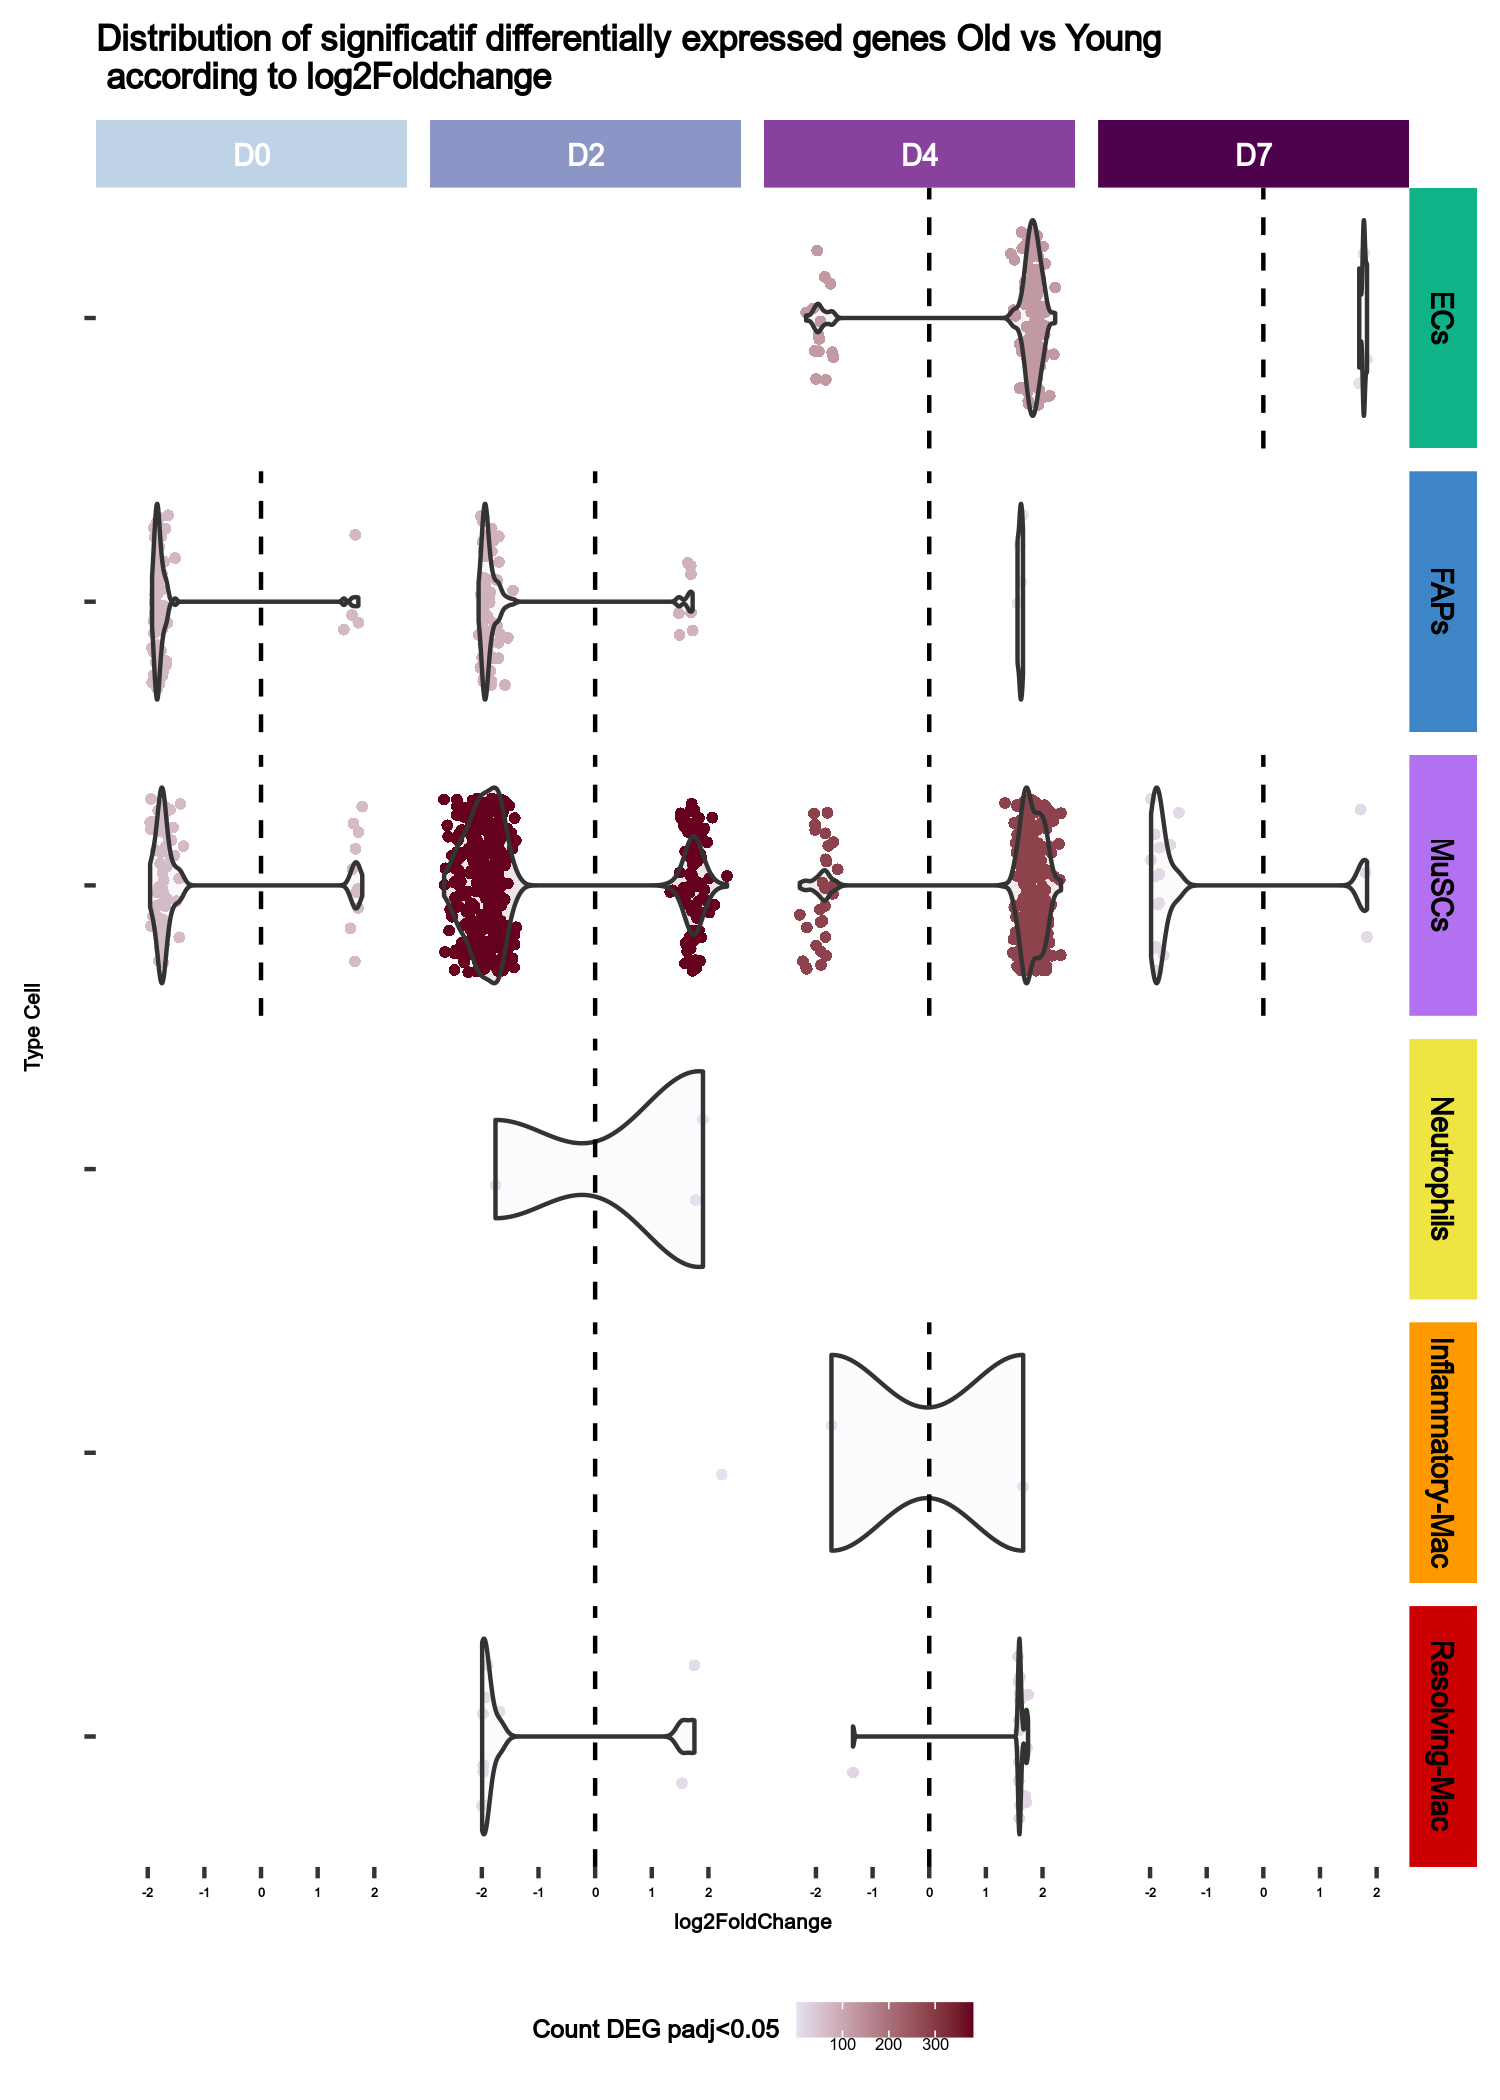 Distribution of significatif differentially expressed genes Old vs Young
according to log2Foldchange
D0 D2 D4 D7
ECs
FAPs
MuSCs
Neutrophils
Inflammatory-Mac
Resolving-Mac
Type Cell
-2 -1 0 1 2 -2 -1 0 1 2 -2 -1 0 1 2 -2 -1 0 1 2
log2FoldChange
Count DEG padj<0.05
100 200 300